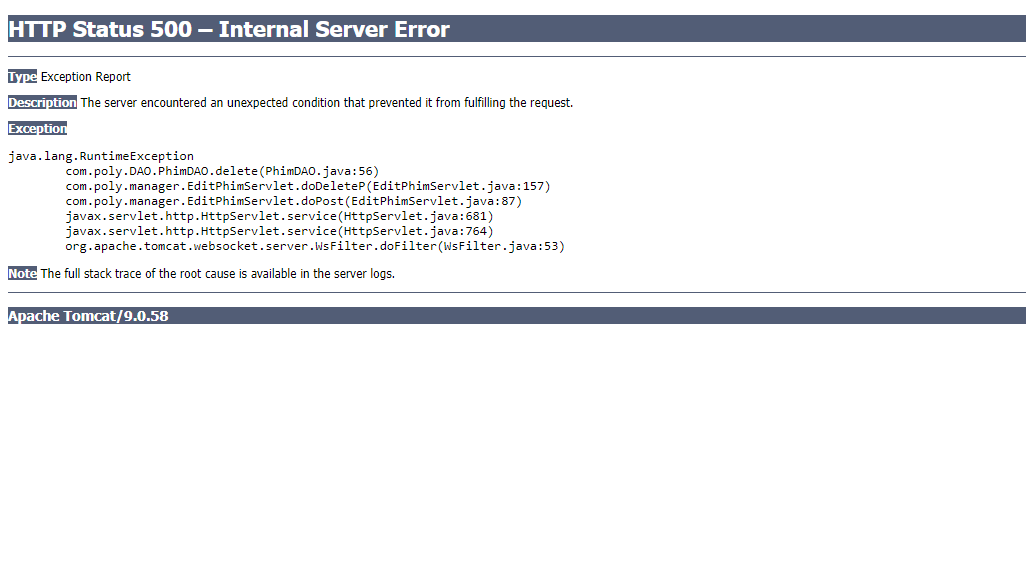 HTTP Status 500 – Internal Server Error
Type Exception Report
Description The server encountered an unexpected condition that prevented it from fulfilling the request.
Exception
java.lang.RuntimeException
com.poly.DAO.PhimDAO.delete(PhimDAO.java:56)
com.poly.manager.EditPhimServlet.doDeleteP(EditPhimServlet.java:157)
com.poly.manager.EditPhimServlet.doPost(EditPhimServlet.java:87)
javax.servlet.http.HttpServlet.service(HttpServlet.java:681)
javax.servlet.http.HttpServlet.service(HttpServlet.java:764)
org.apache.tomcat.websocket.server.WsFilter.doFilter(WsFilter.java:53)
Note The full stack trace of the root cause is available in the server logs.
Apache Tomcat/9.0.58